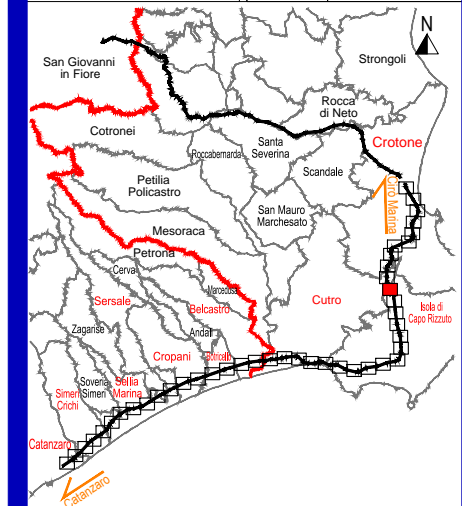 N
Strongoli
San Giovanni
in Fiore
Rocca
di Neto
Cotronei
Crotone
Santa
Severina
Roccabernarda
Scandale
Petilia
Policastro
Ciro Marina
San Mauro
Marchesato
Mesoraca
Petrona
Cerva
Marcedusa
Sersale
Belcastro
Cutro
Isola di
Capo Rizzuto
Zagarise
Andali
Cropani
Botricello
Soveria
Simeri
Sellia
Marina
Simeri
Crichi
Catanzaro
Catanzaro